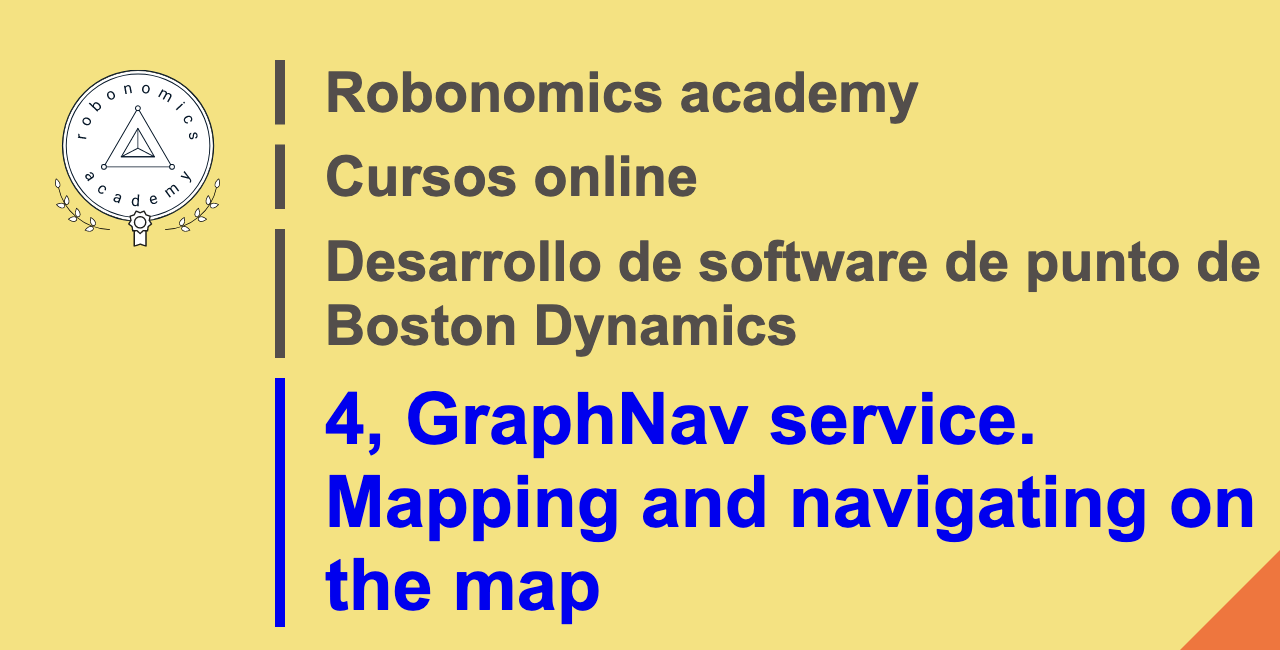 robonomics
academy
Robonomics academy
Cursos online
Desarrollo de software de punto de
Boston Dynamics
4, GraphNav service.
Mapping and navigating on
the map